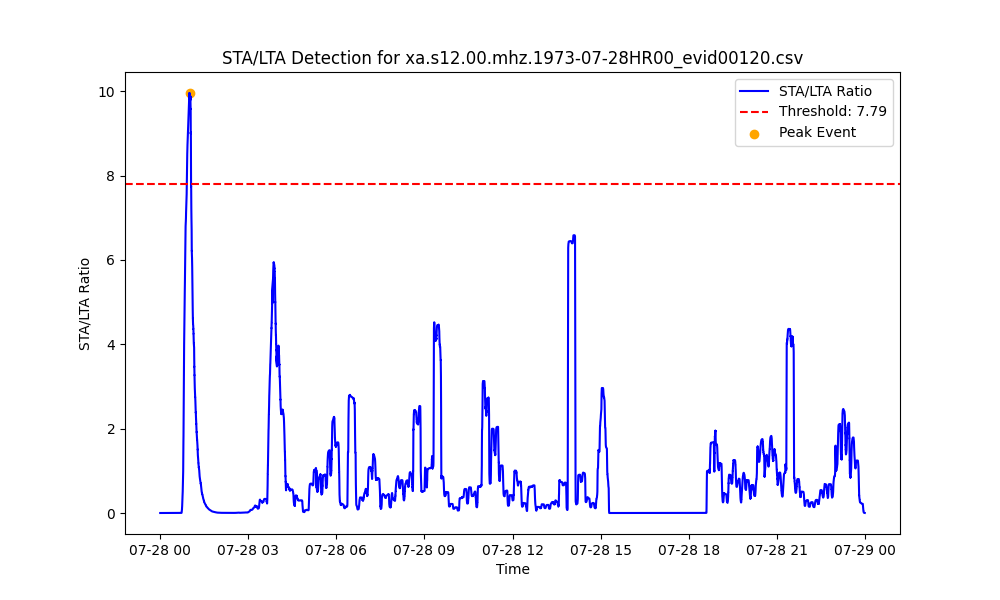 STA/LTA Detection for xa.s12.00.mhz.1973-07-28HR00_evid00120.csv
STA/LTA Ratio
Threshold: 7.79
Peak Event
10
8
6
4
2
0
STA/LTA Ratio
07-28 00 07-28 03 07-28 06 07-28 09 07-28 12 07-28 15 07-28 18 07-28 21 07-29 00
Time